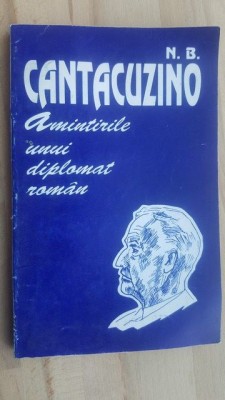 N. B.
CANTACUZINO
Amintirile
unui
diplomat
român